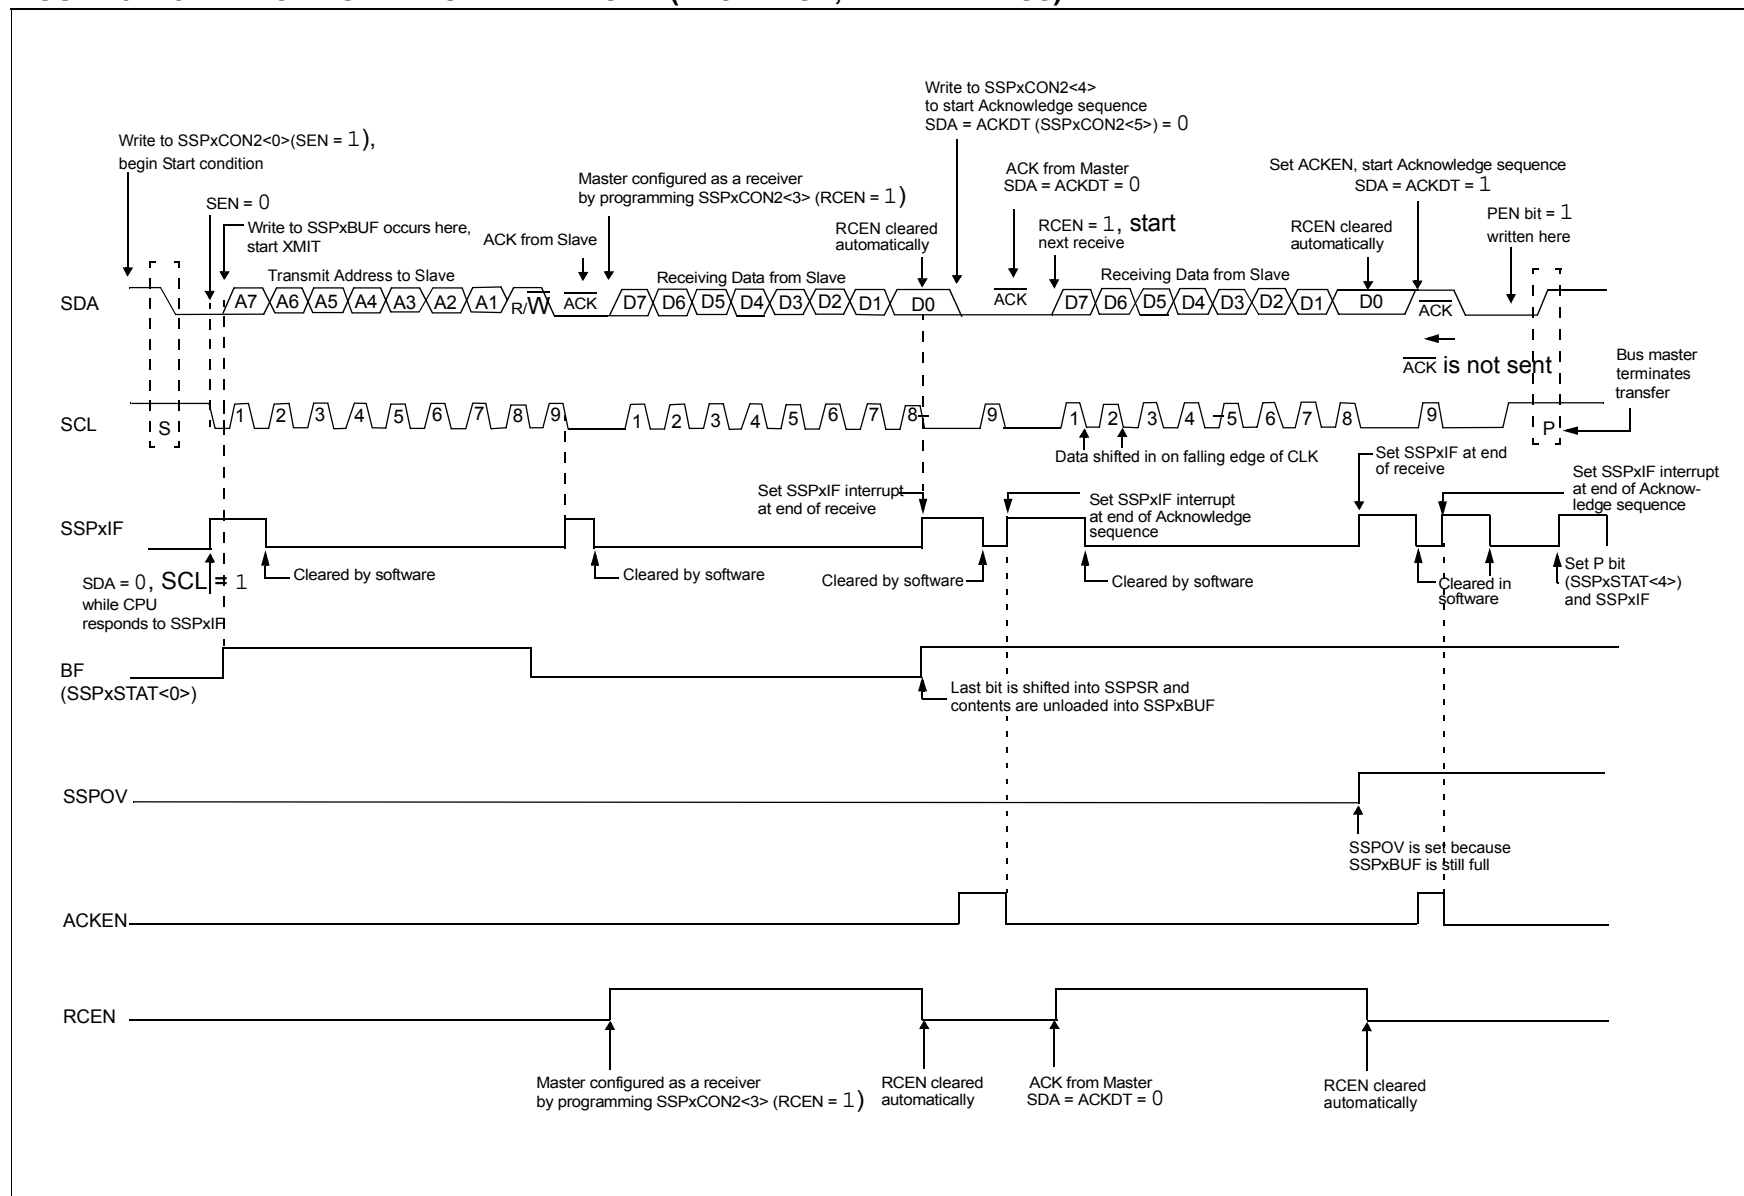 Write to SSPxCON2<4>
to start Acknowledge sequence
SDA = ACKDT (SSPxCON2<5>) = 0
Write to SSPxCON2<0>(SEN = 1),
begin Start condition
Master configured as a receiver
by programming SSPxCON2<3> (RCEN = 1)
ACK from Master
SDA = ACKDT = 0
Set ACKEN, start Acknowledge sequence
SDA = ACKDT = 1
SEN = 0
Write to SSPxBUF occurs here,
start XMIT
ACK from Slave
RCEN cleared
automatically
RCEN = 1, start
next receive
RCEN cleared
automatically
PEN bit = 1
written here
Transmit Address to Slave
Receiving Data from Slave
Receiving Data from Slave
SDA A7 A6 A5 A4 A3 A2 A1 R/W ACK D7 D6 D5 D4 D3 D2 D1 D0 ACK D7 D6 D5 D4 D3 D2 D1 D0 ACK
ACK is not sent
Bus master
terminates
transfer
SCL S 1 2 3 4 5 6 7 8 9 1 2 3 4 5 6 7 8 9 1 2 3 4 5 6 7 8 9 P
Data shifted in on falling edge of CLK
Set SSPxIF at end
of receive
Set SSPxIF interrupt
at end of receive
Set SSPxIF interrupt
at end of Acknowledge
sequence
Set SSPxIF interrupt
at end of Acknow-
ledge sequence
SSPxIF
SDA = 0, SCL = 1
while CPU
responds to SSPxIF
Cleared by software
Cleared by software
Cleared by software
Cleared by software
Cleared in
software
Set P bit
(SSPxSTAT<4>)
and SSPxIF
BF
(SSPxSTAT<0>)
Last bit is shifted into SSPSR and
contents are unloaded into SSPxBUF
SSPOV
SSPOV is set because
SSPxBUF is still full
ACKEN
RCEN
Master configured as a receiver
by programming SSPxCON2<3> (RCEN = 1)
RCEN cleared
automatically
ACK from Master
SDA = ACKDT = 0
RCEN cleared
automatically